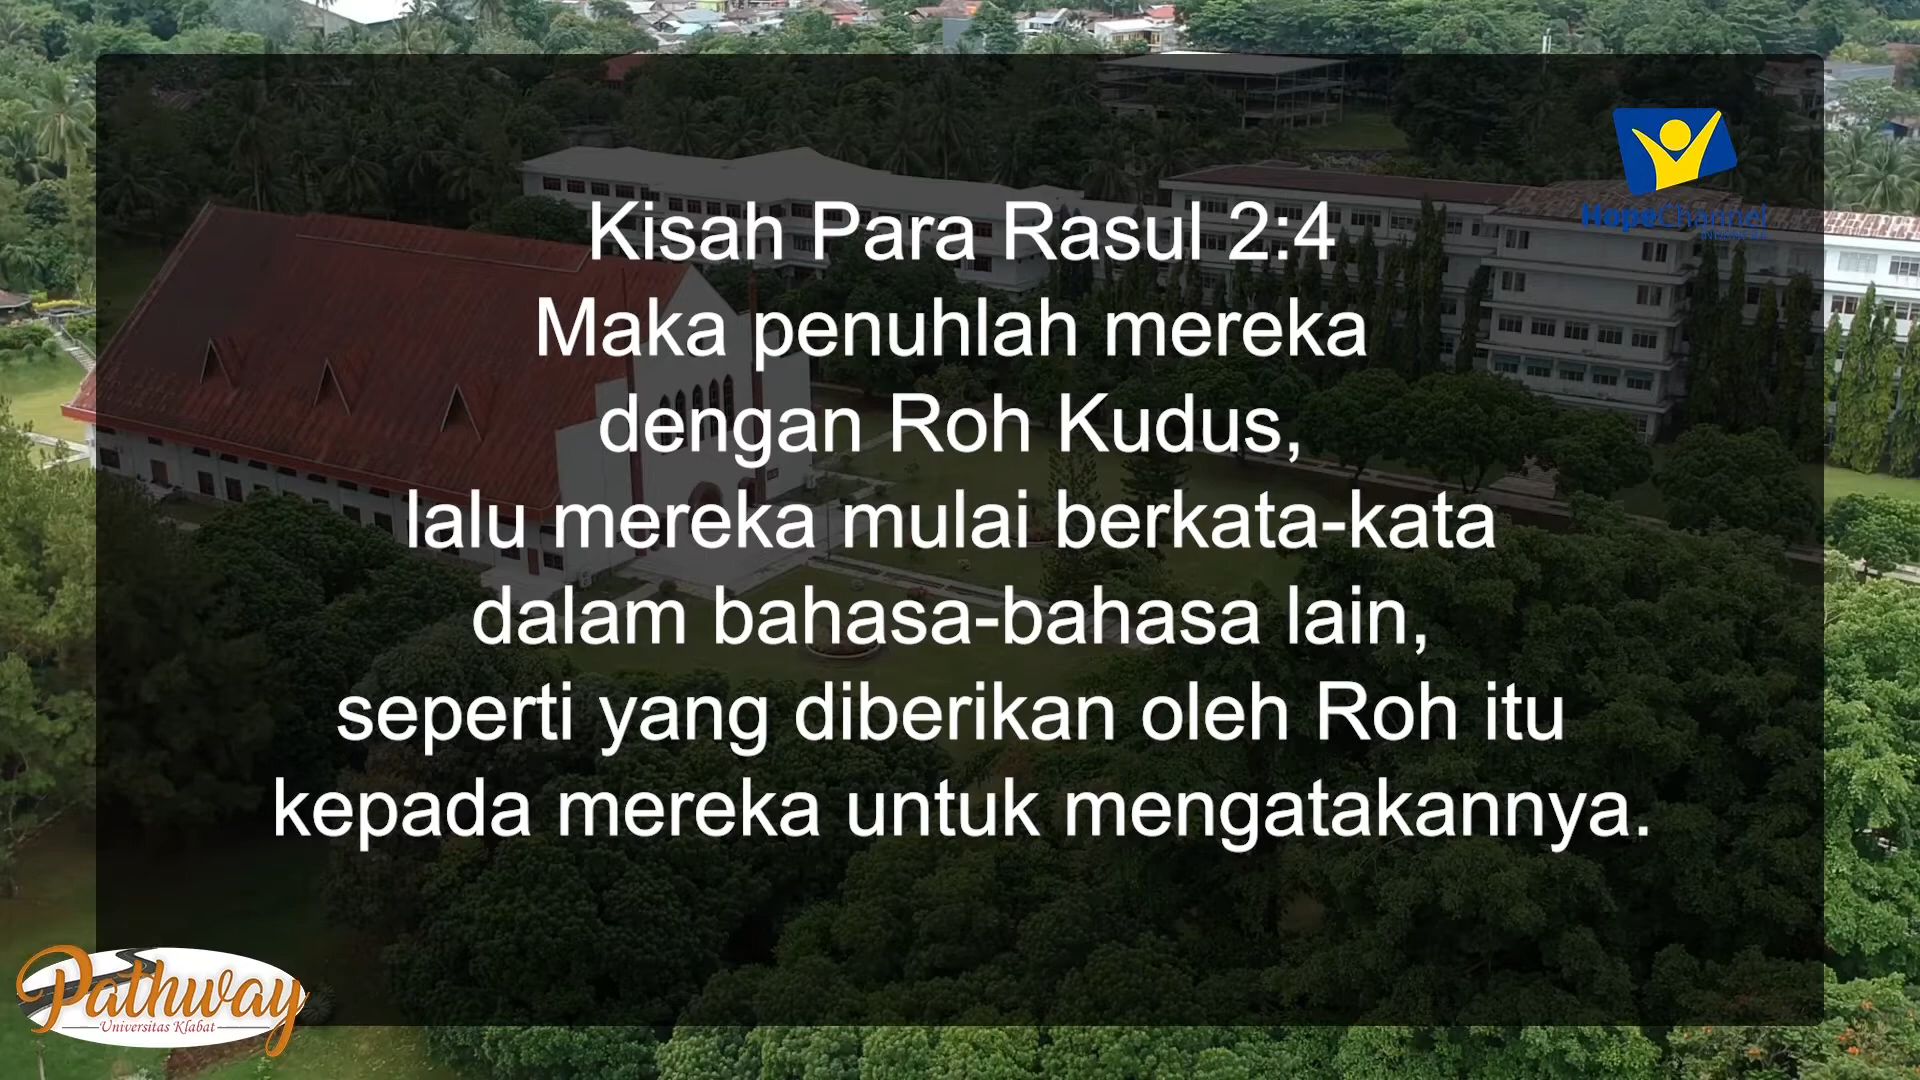 HopeChannel
INDONESIA
Kisah Para Rasul 2:4
Maka penuhlah mereka
dengan Roh Kudus,
lalu mereka mulai berkata-kata
dalam bahasa-bahasa lain,
seperti yang diberikan oleh Roh itu
kepada mereka untuk mengatakannya.
Pathway
Universitas Klabat